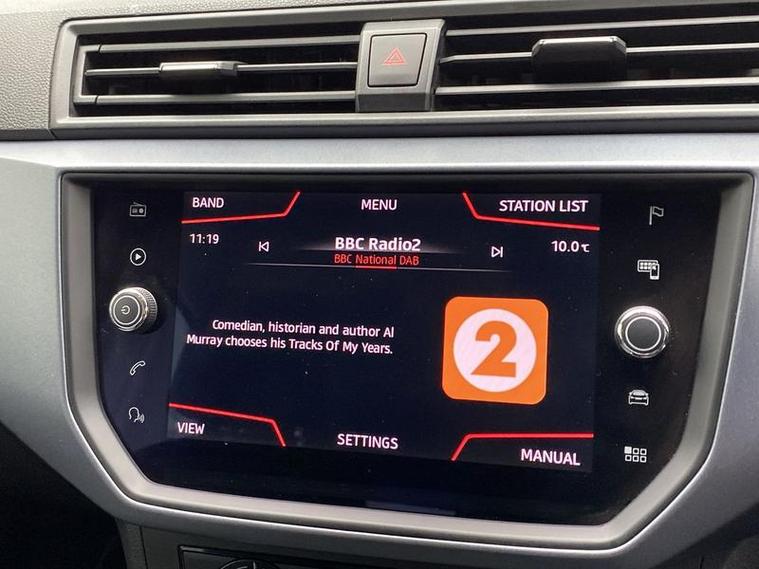 BAND
MENU
STATION LIST
11:19
BBC Radio2
10.0°C
BBC National DAB
Comedian, historian and author Al
Murray chooses his Tracks Of My Years.
2
VIEW
SETTINGS
MANUAL